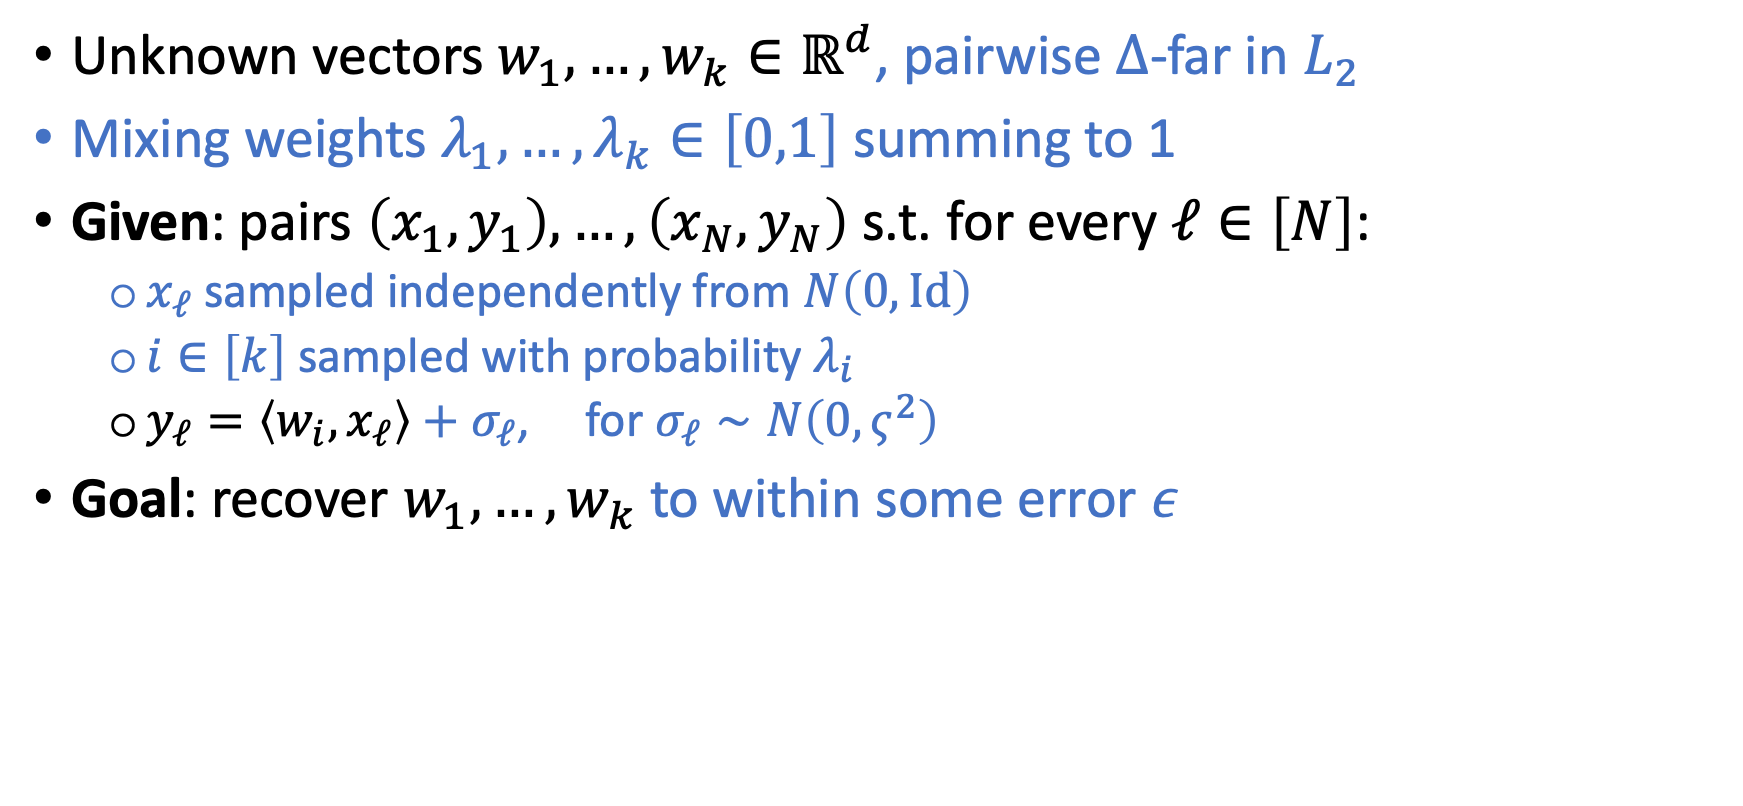 • Unknown vectors w₁, … , wₖ ∈ ℝᵈ, pairwise Δ-far in L₂
• Mixing weights λ₁, … , λₖ ∈ [0,1] summing to 1
• Given: pairs (x₁, y₁), … , (x_N, y_N) s.t. for every ℓ ∈ [N]:
○ x_ℓ sampled independently from N(0, Id)
○ i ∈ [k] sampled with probability λᵢ
○ y_ℓ = ⟨wᵢ, x_ℓ⟩ + σ_ℓ, for σ_ℓ ~ N(0, ς²)
• Goal: recover w₁, … , wₖ to within some error ϵ